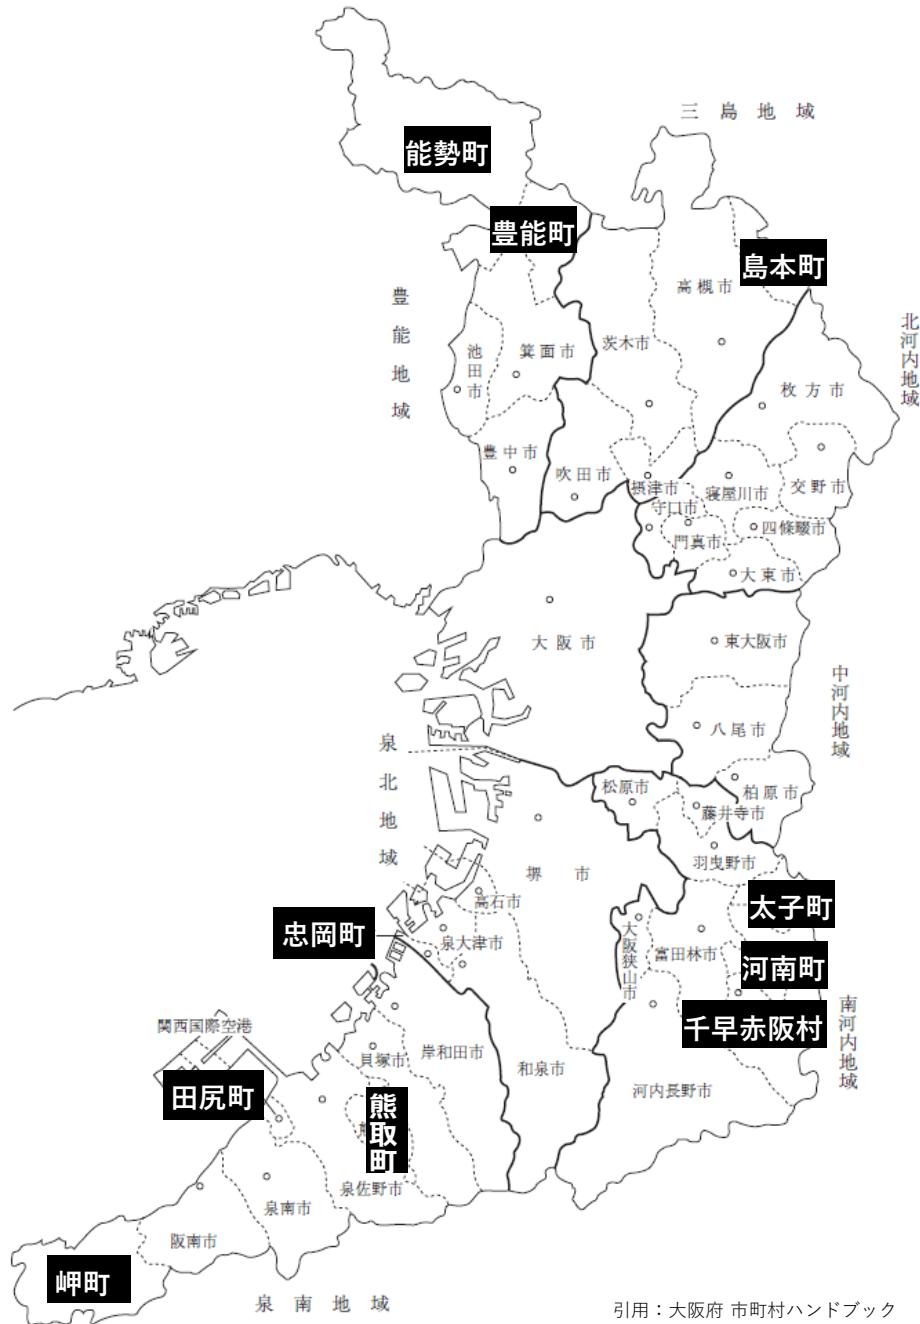 三島地域
能勢町
豊能町
島本町
高槻市
豊能地域
北河内地域
茨木市
池田市
箕面市
枚方市
豊中市
吹田市
摂津市
寝屋川市
交野市
守口市
門真市
四條畷市
大東市
大阪市
東大阪市
中河内地域
八尾市
泉北地域
松原市
柏原市
藤井寺市
羽曳野市
堺市
高石市
太子町
忠岡町
泉大津市
大阪狭山市
富田林市
河南町
南河内地域
千早赤阪村
関西国際空港
岸和田市
貝塚市
和泉市
河内長野市
田尻町
熊取町
泉佐野市
泉南市
阪南市
岬町
泉南地域
引用：大阪府 市町村ハンドブック